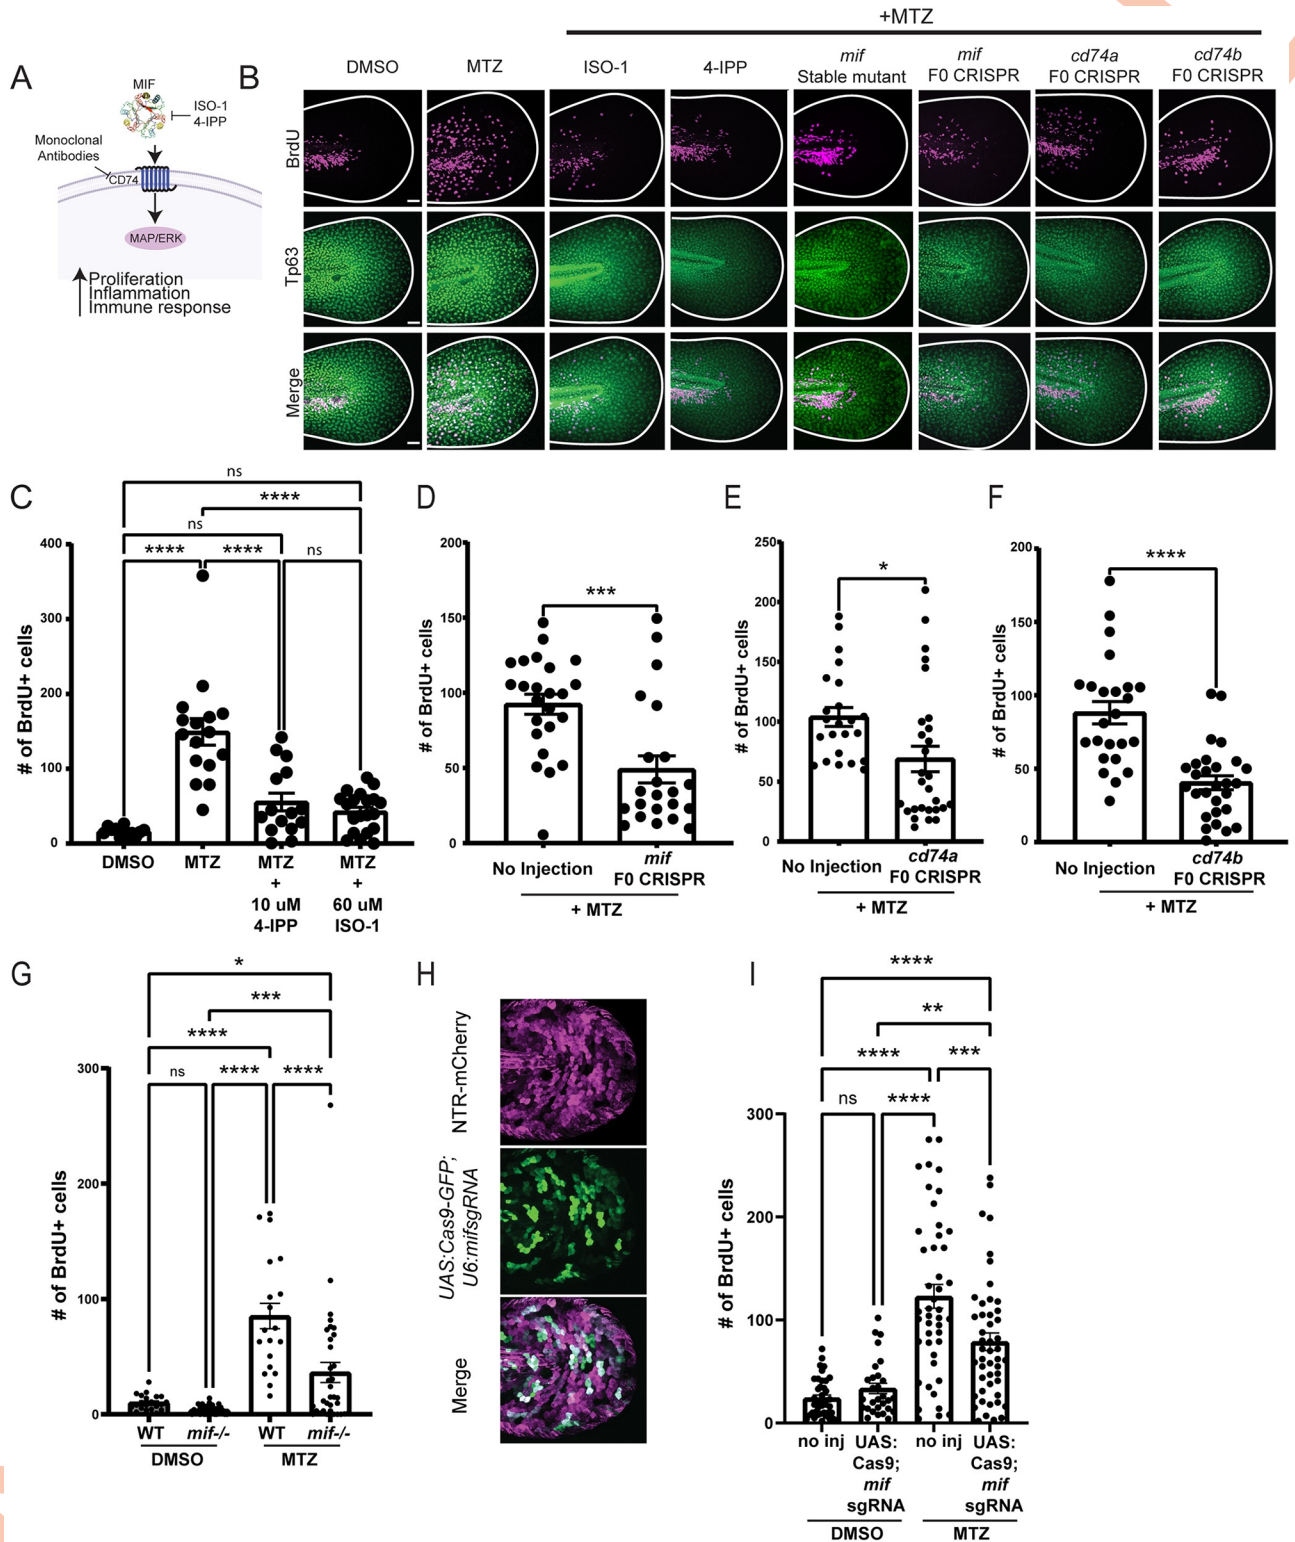 +MTZ
A
B
MIF
ISO-1
4-IPP
Monoclonal
Antibodies
CD74
MAP/ERK
Proliferation
Inflammation
Immune response
DMSO
MTZ
ISO-1
4-IPP
mif
Stable mutant
mif
F0 CRISPR
cd74a
F0 CRISPR
cd74b
F0 CRISPR
BrdU
Tp63
Merge
C
# of BrdU+ cells
400
300
200
100
0
ns
****
ns
****
****
ns
DMSO
MTZ
MTZ
+
10 uM
4-IPP
MTZ
+
60 uM
ISO-1
D
# of BrdU+ cells
200
150
100
50
0
***
No Injection
mif
F0 CRISPR
+ MTZ
E
# of BrdU+ cells
250
200
150
100
50
0
*
No Injection
cd74a
F0 CRISPR
+ MTZ
F
# of BrdU+ cells
200
150
100
50
0
****
No Injection
cd74b
F0 CRISPR
+ MTZ
G
# of BrdU+ cells
300
200
100
0
*
***
****
ns
****
****
WT
mif-/-
WT
mif-/-
DMSO
MTZ
H
NTR-mCherry
UAS:Cas9-GFP;
U6:mifsgRNA
Merge
I
# of BrdU+ cells
300
200
100
0
****
**
****
***
ns
****
no inj
UAS:
Cas9;
mif
sgRNA
no inj
UAS:
Cas9;
mif
sgRNA
DMSO
MTZ